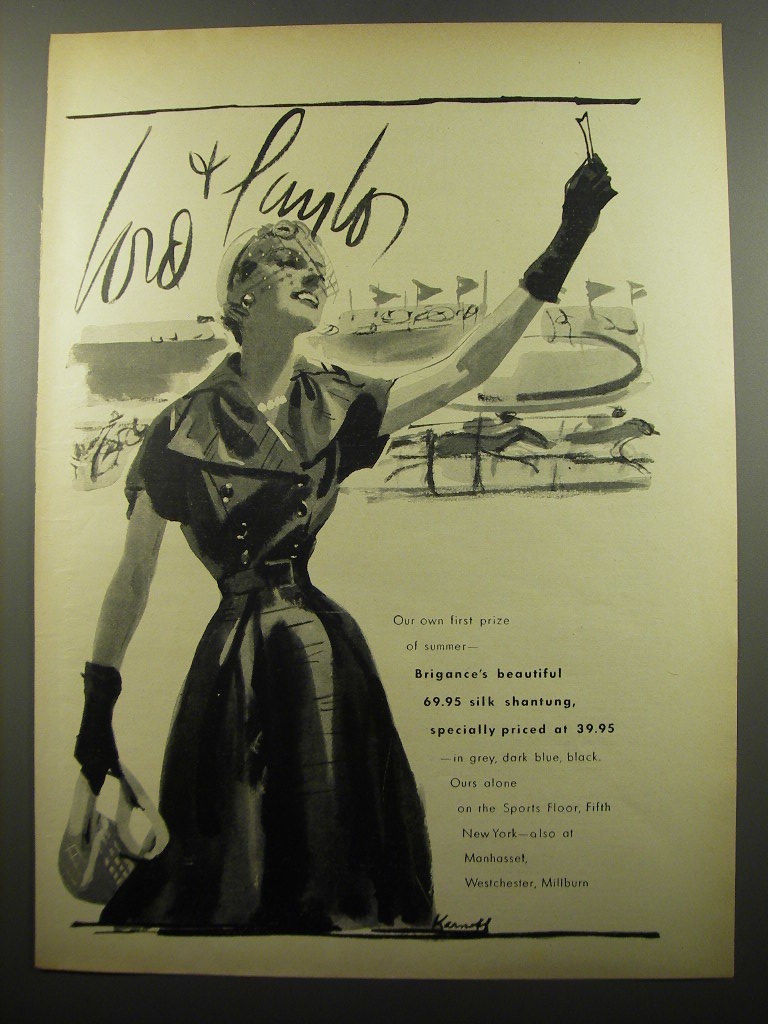 Lord & Taylor
Our own first prize
of summer—
Brigance's beautiful
69.95 silk shantung,
specially priced at 39.95
—in grey, dark blue, black.
Ours alone
on the Sports Floor, Fifth
New York—also at
Manhasset,
Westchester, Millburn